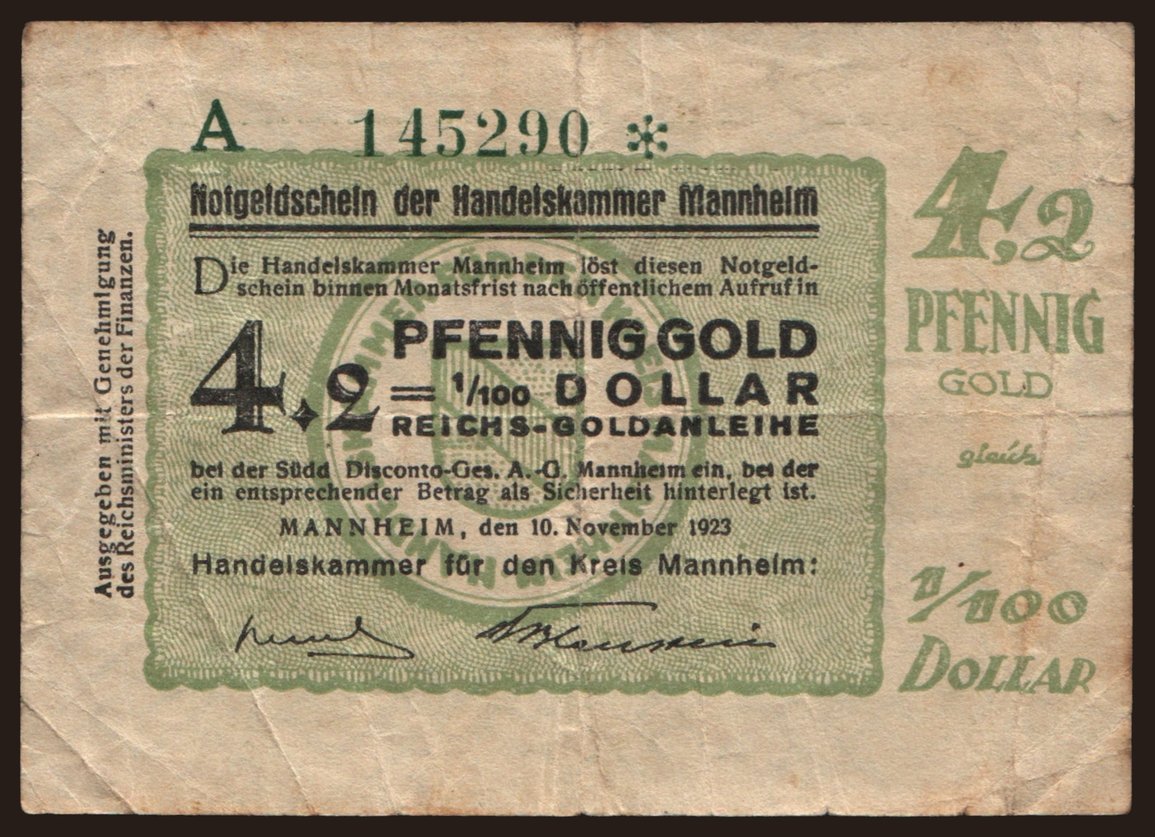 A 145290 *
Notgeldschein der Handelskammer Mannheim
Die Handelskammer Mannheim löst diesen Notgeld-
schein binnen Monatsfrist nach öffentlichem Aufruf in
4.2 PFENNIG GOLD
= 1/100 DOLLAR
REICHS-GOLDANLEIHE
bei der Südd Disconto-Ges. A.-G. Mannheim ein, bei der
ein entsprechender Betrag als Sicherheit hinterlegt ist.
MANNHEIM, den 10. November 1923
Handelskammer für den Kreis Mannheim:
Ausgegeben mit Genehmigung
des Reichsministers der Finanzen.
4,2
PFENNIG
GOLD
gleich
1/100
DOLLAR